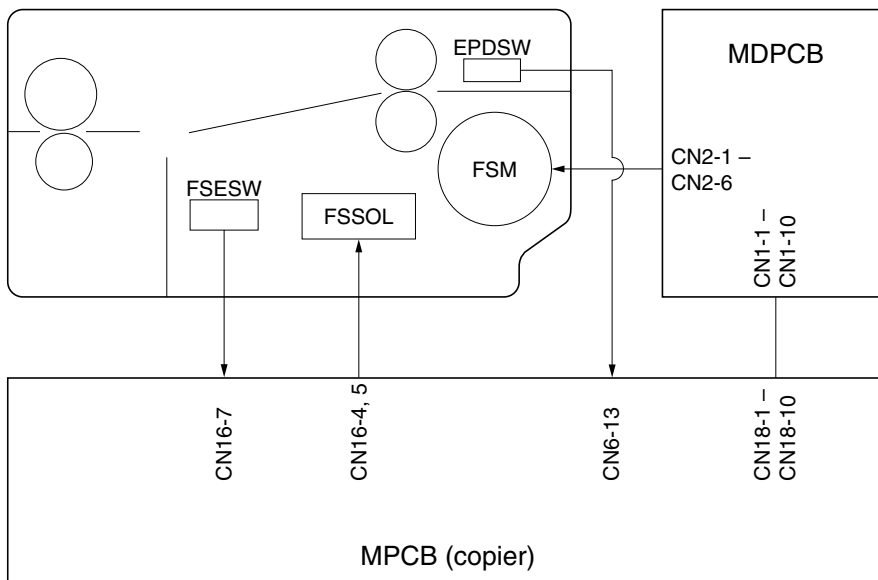 EPDSW
MDPCB
FSM
CN2-1 –
CN2-6
FSESW
FSSOL
CN1-1 –
CN1-10
CN16-7
CN16-4, 5
CN6-13
CN18-1 –
CN18-10
MPCB (copier)